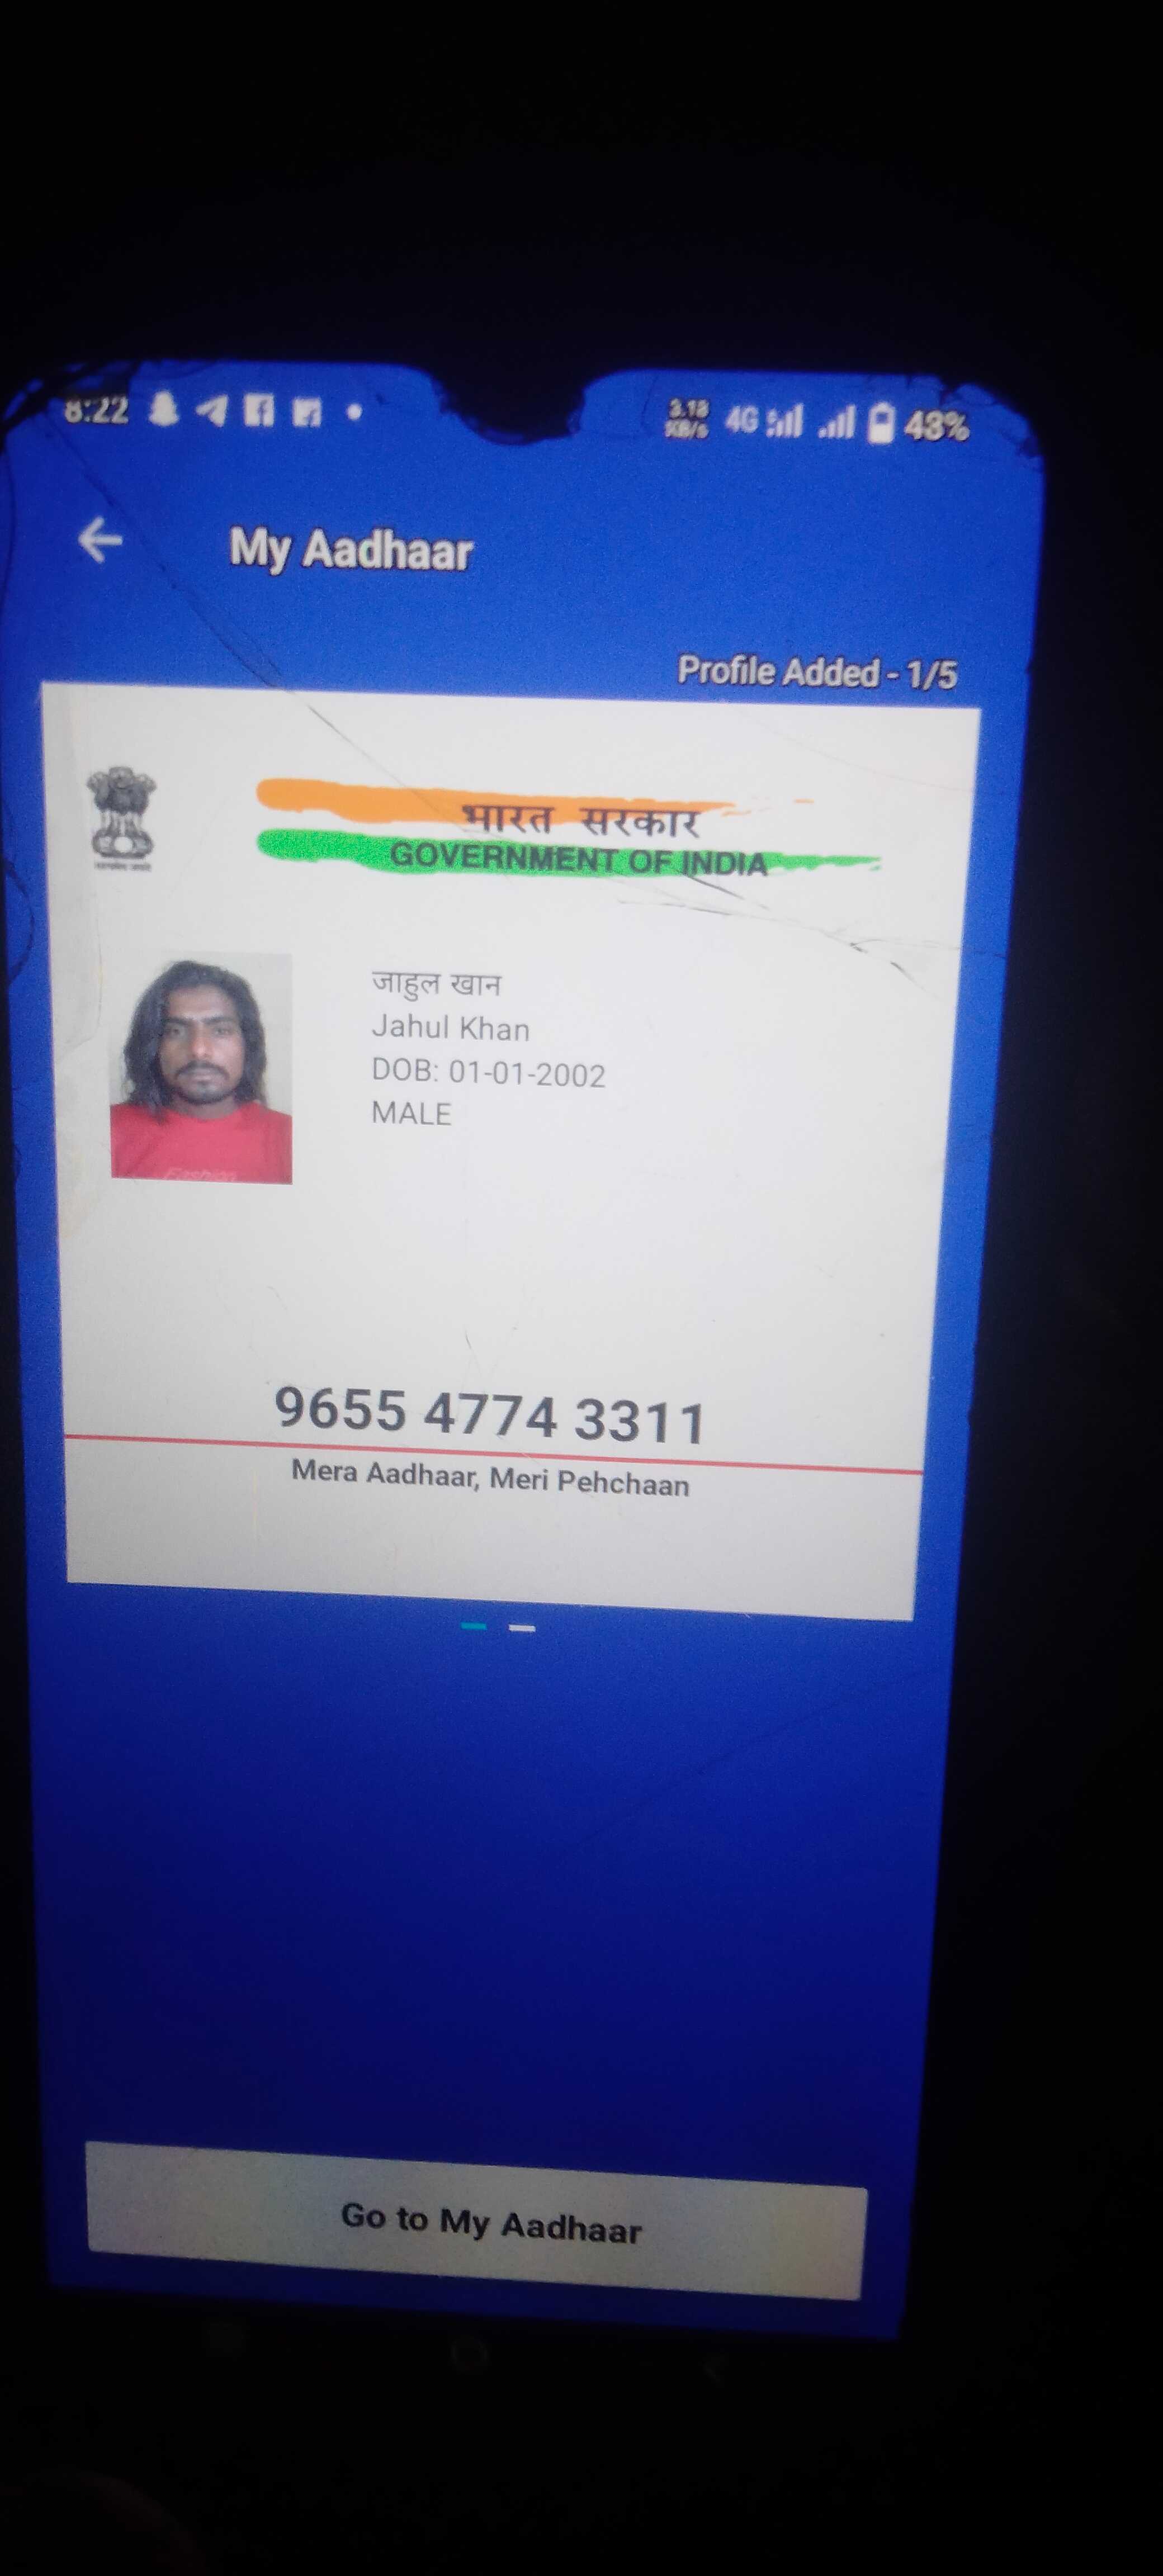 8:22
3.18 KB/s 4G 43%
My Aadhaar
Profile Added - 1/5
भारत सरकार
GOVERNMENT OF INDIA
जाहुल खान
Jahul Khan
DOB: 01-01-2002
MALE
Fashion
9655 4774 3311
Mera Aadhaar, Meri Pehchaan
Go to My Aadhaar